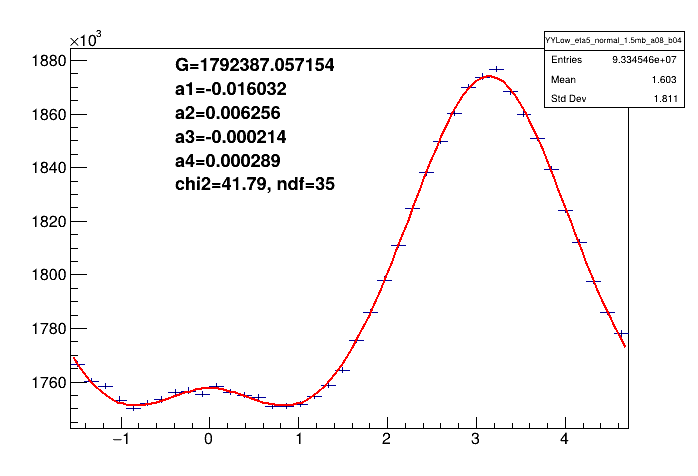 ×10³
YYLow_eta5_normal_1.5mb_a08_b04
Entries 9.334546e+07
Mean 1.603
Std Dev 1.811
G=1792387.057154
a1=-0.016032
a2=0.006256
a3=-0.000214
a4=0.000289
chi2=41.79, ndf=35
1880
1860
1840
1820
1800
1780
1760
−1 0 1 2 3 4